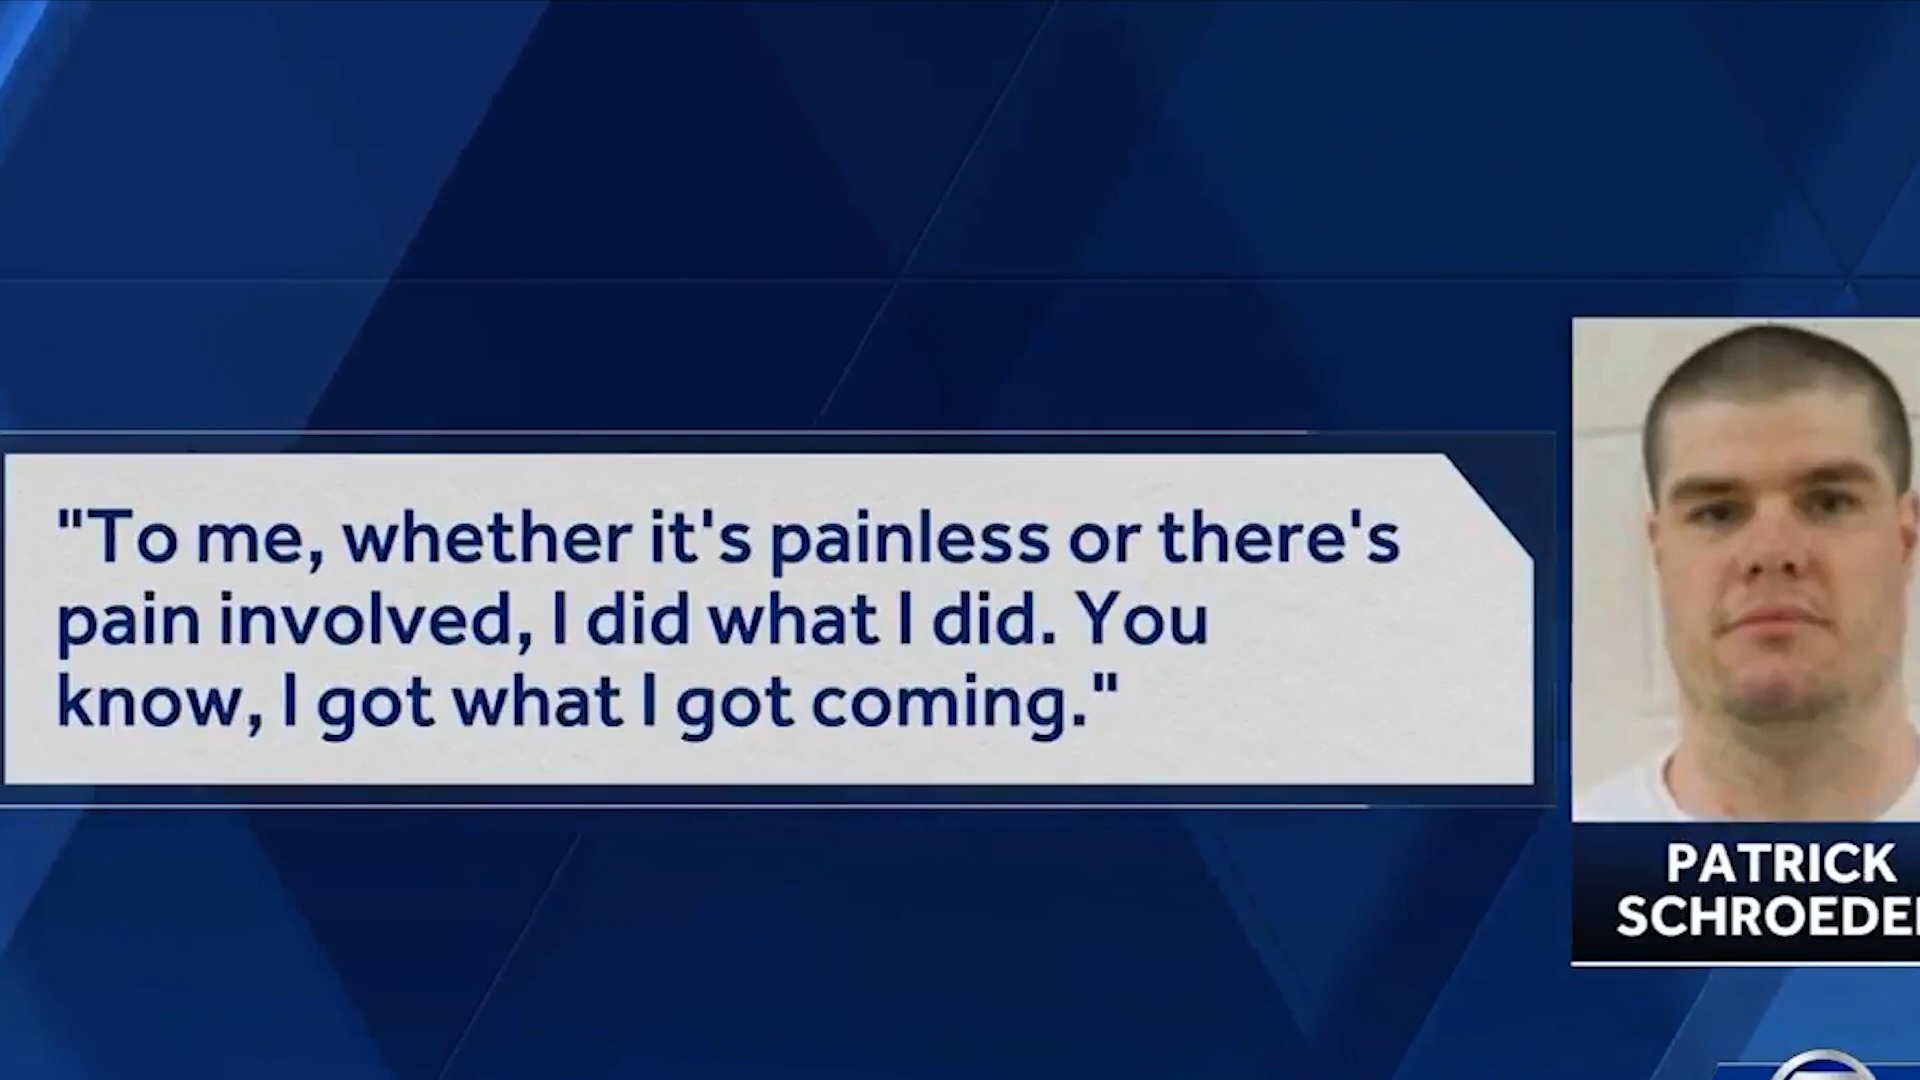 "To me, whether it's painless or there's
pain involved, I did what I did. You
know, I got what I got coming."
PATRICK
SCHROEDE